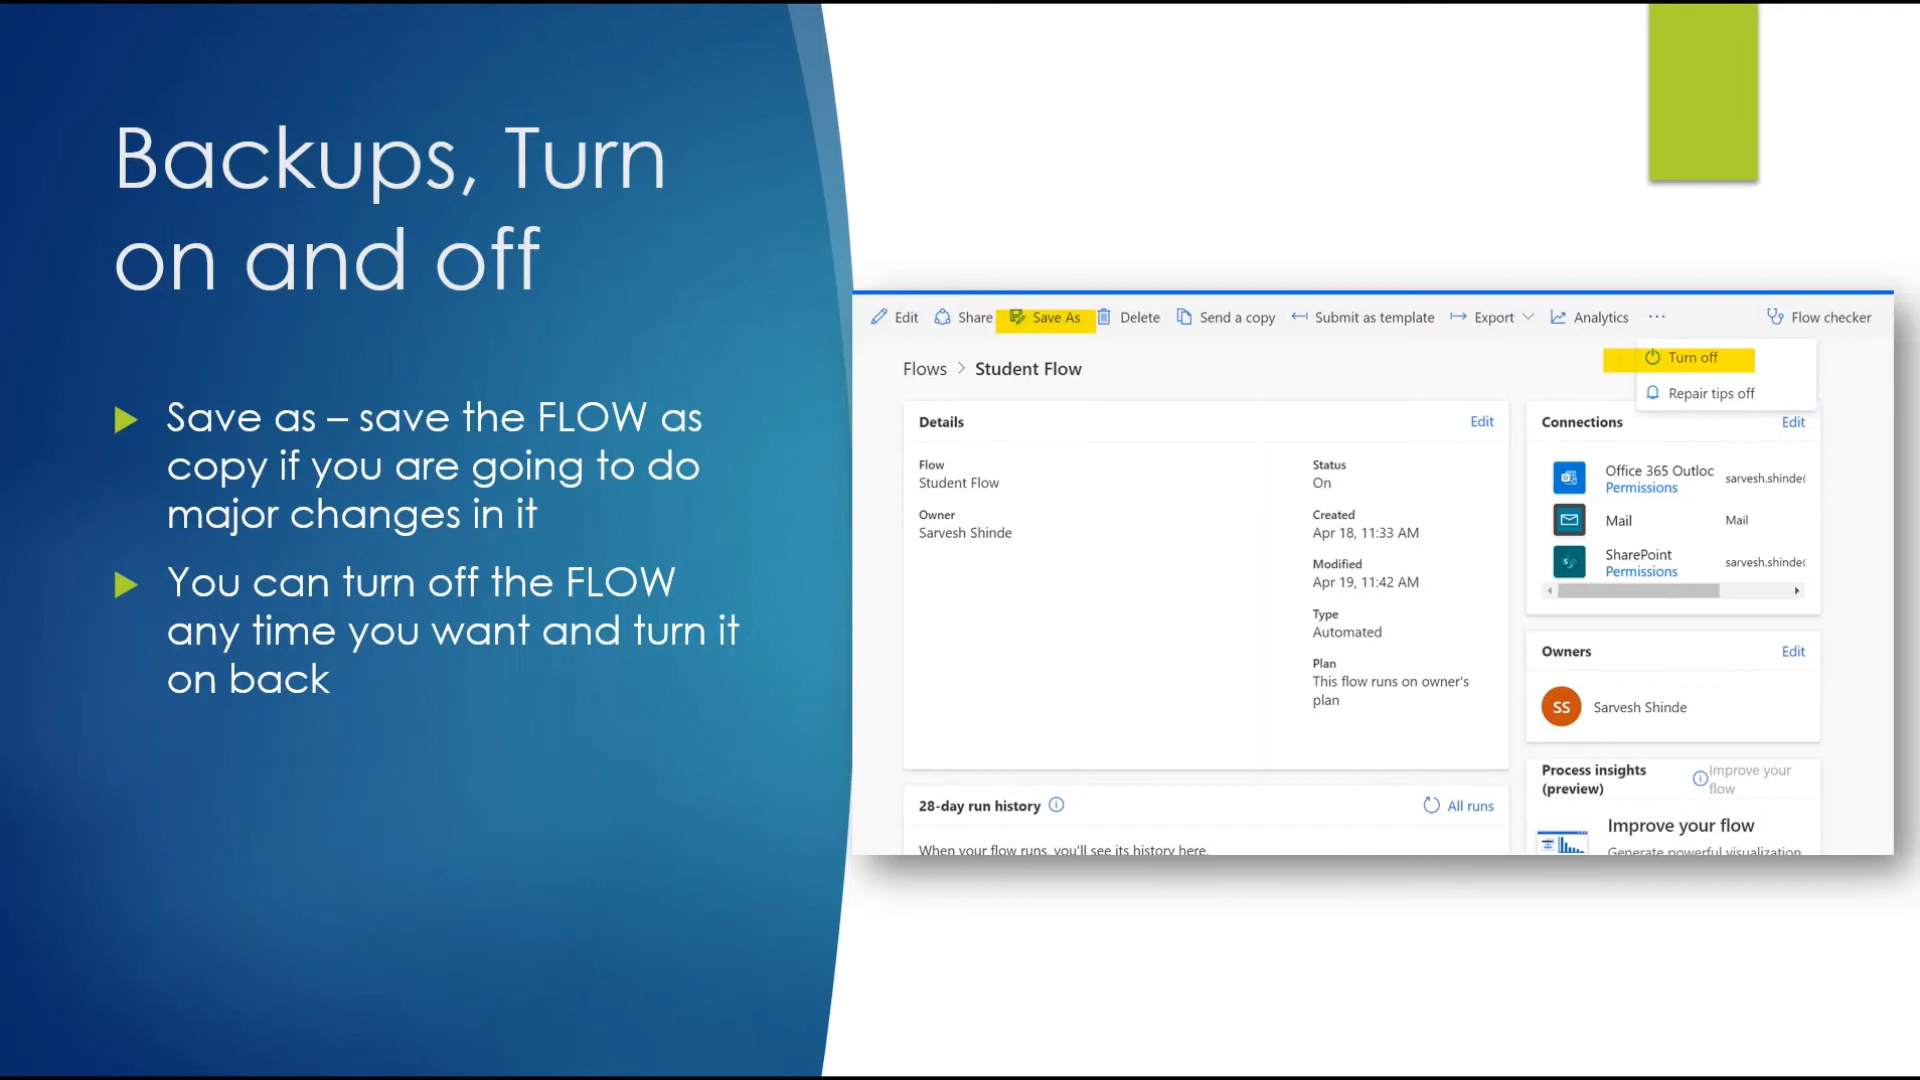 Backups, Turn
on and off
Save as – save the FLOW as
copy if you are going to do
major changes in it
You can turn off the FLOW
any time you want and turn it
on back
Edit Share Save As Delete Send a copy Submit as template Export Analytics ··· Flow checker
Turn off
Repair tips off
Flows > Student Flow
Details Edit
Flow
Student Flow
Owner
Sarvesh Shinde
Status
On
Created
Apr 18, 11:33 AM
Modified
Apr 19, 11:42 AM
Type
Automated
Plan
This flow runs on owner's
plan
28-day run history All runs
When your flow runs, you'll see its history here.
Connections Edit
Office 365 Outloc sarvesh.shinde(
Permissions
Mail Mail
SharePoint sarvesh.shinde(
Permissions
Owners Edit
SS Sarvesh Shinde
Process insights
(preview)
Improve your
flow
Improve your flow
Generate powerful visualization